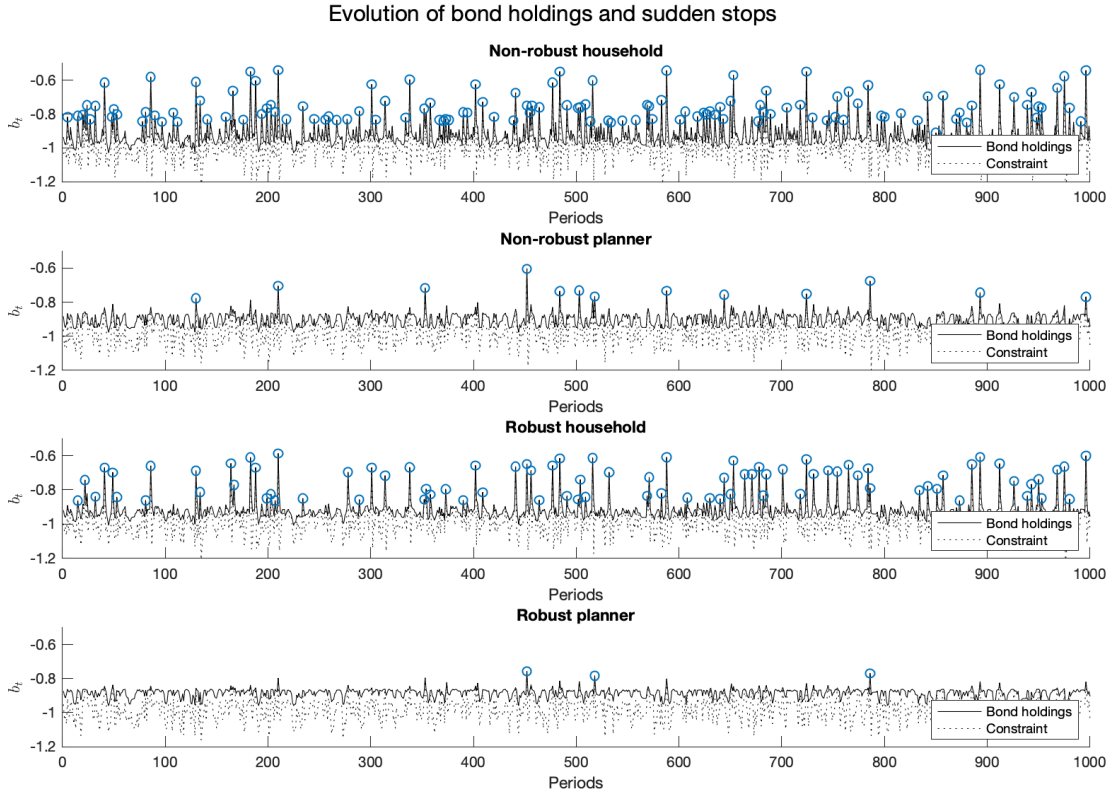 Evolution of bond holdings and sudden stops
Non-robust household
-0.6
-0.8
-1
-1.2
b_t
0 100 200 300 400 500 600 700 800 900 1000
Periods
Bond holdings
Constraint
Non-robust planner
-0.6
-0.8
-1
-1.2
b_t
0 100 200 300 400 500 600 700 800 900 1000
Periods
Bond holdings
Constraint
Robust household
-0.6
-0.8
-1
-1.2
b_t
0 100 200 300 400 500 600 700 800 900 1000
Periods
Bond holdings
Constraint
Robust planner
-0.6
-0.8
-1
-1.2
b_t
0 100 200 300 400 500 600 700 800 900 1000
Periods
Bond holdings
Constraint